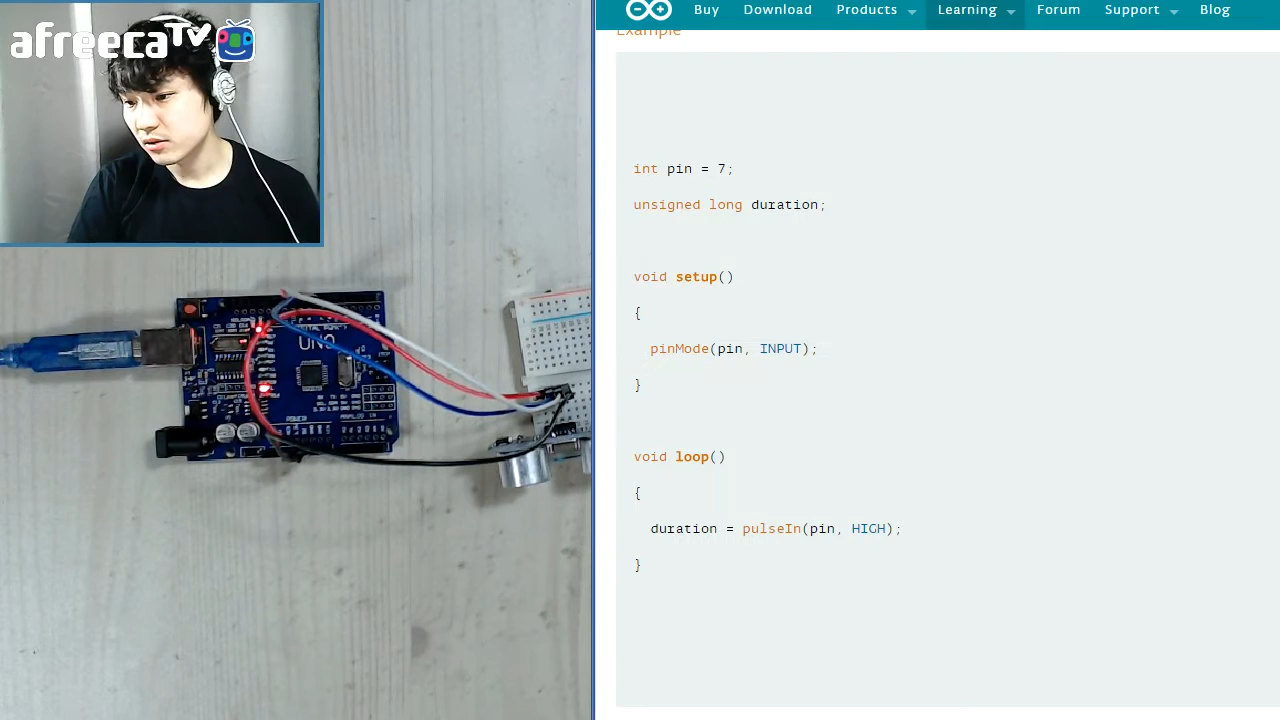 afreecaTV
Buy Download Products Learning Forum Support Blog
Example
int pin = 7;
unsigned long duration;
void setup()
{
pinMode(pin, INPUT);
}
void loop()
{
duration = pulseIn(pin, HIGH);
}
UNO